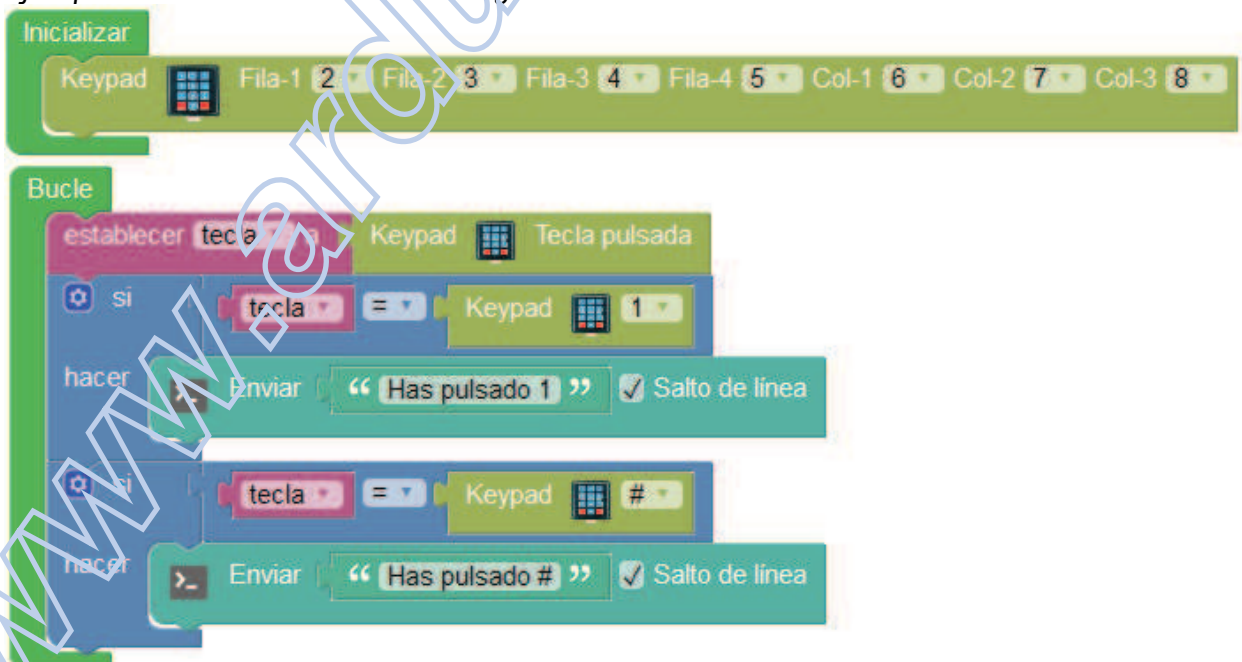 Inicializar
Keypad Fila-1 2 Fila-2 3 Fila-3 4 Fila-4 5 Col-1 6 Col-2 7 Col-3 8
Bucle
establecer tecla a Keypad Tecla pulsada
si tecla = Keypad 1
hacer >_ Enviar “ Has pulsado 1 ” Salto de línea
si tecla = Keypad #
hacer >_ Enviar “ Has pulsado # ” Salto de línea